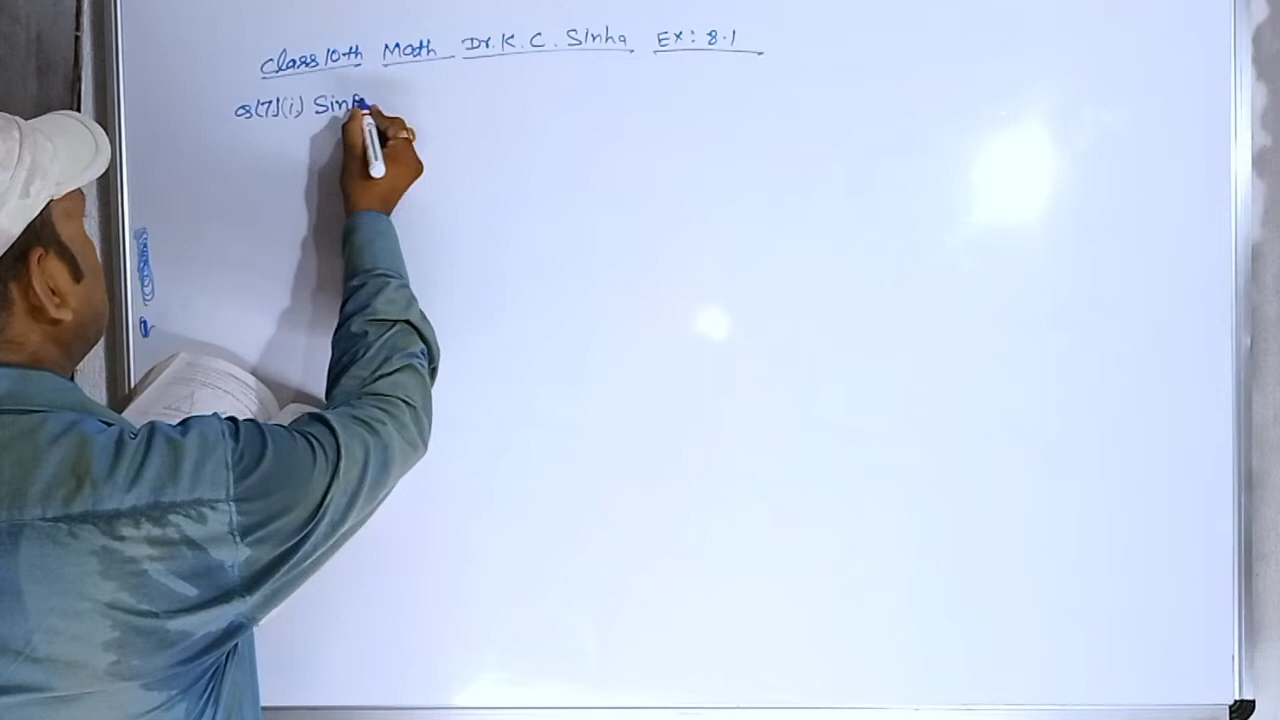 Class 10th Math Dr. K. C. Sinha Ex: 8.1
Q(7)(i) Sin